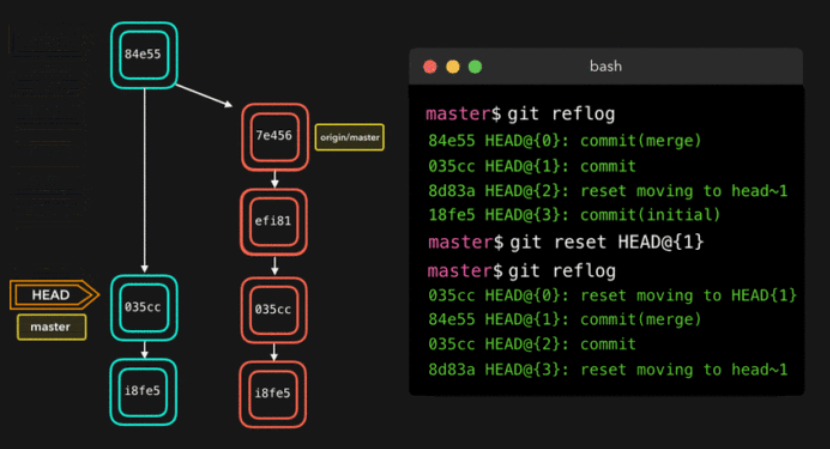 84e55
7e456
origin/master
efi81
HEAD
master
035cc
035cc
i8fe5
i8fe5
bash
master$ git reflog
84e55 HEAD@{0}: commit(merge)
035cc HEAD@{1}: commit
8d83a HEAD@{2}: reset moving to head~1
18fe5 HEAD@{3}: commit(initial)
master$ git reset HEAD@{1}
master$ git reflog
035cc HEAD@{0}: reset moving to HEAD{1}
84e55 HEAD@{1}: commit(merge)
035cc HEAD@{2}: commit
8d83a HEAD@{3}: reset moving to head~1